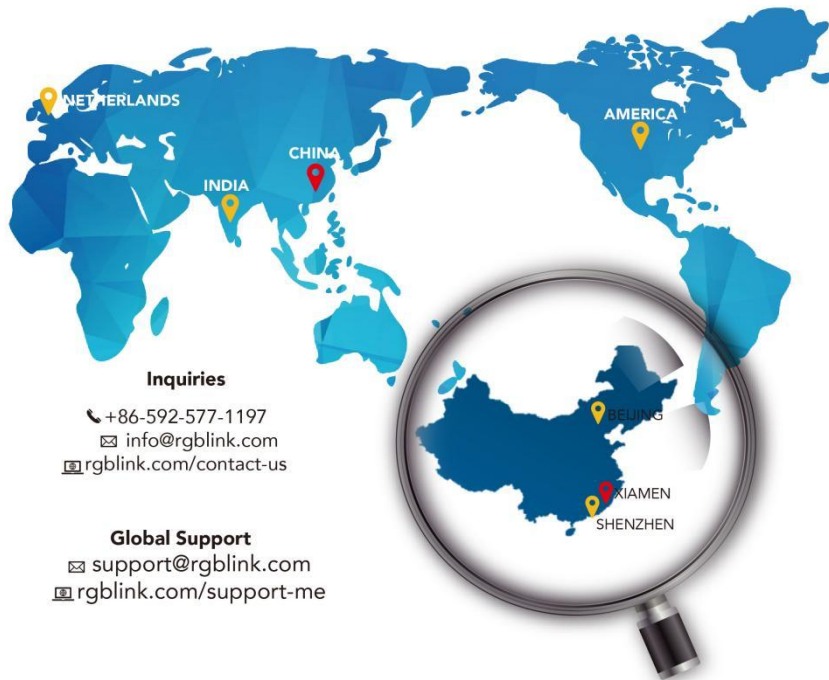 NETHERLANDS
AMERICA
CHINA
INDIA
Inquiries
+86-592-577-1197
info@rgblink.com
rgblink.com/contact-us
BEIJING
XIAMEN
SHENZHEN
Global Support
support@rgblink.com
rgblink.com/support-me